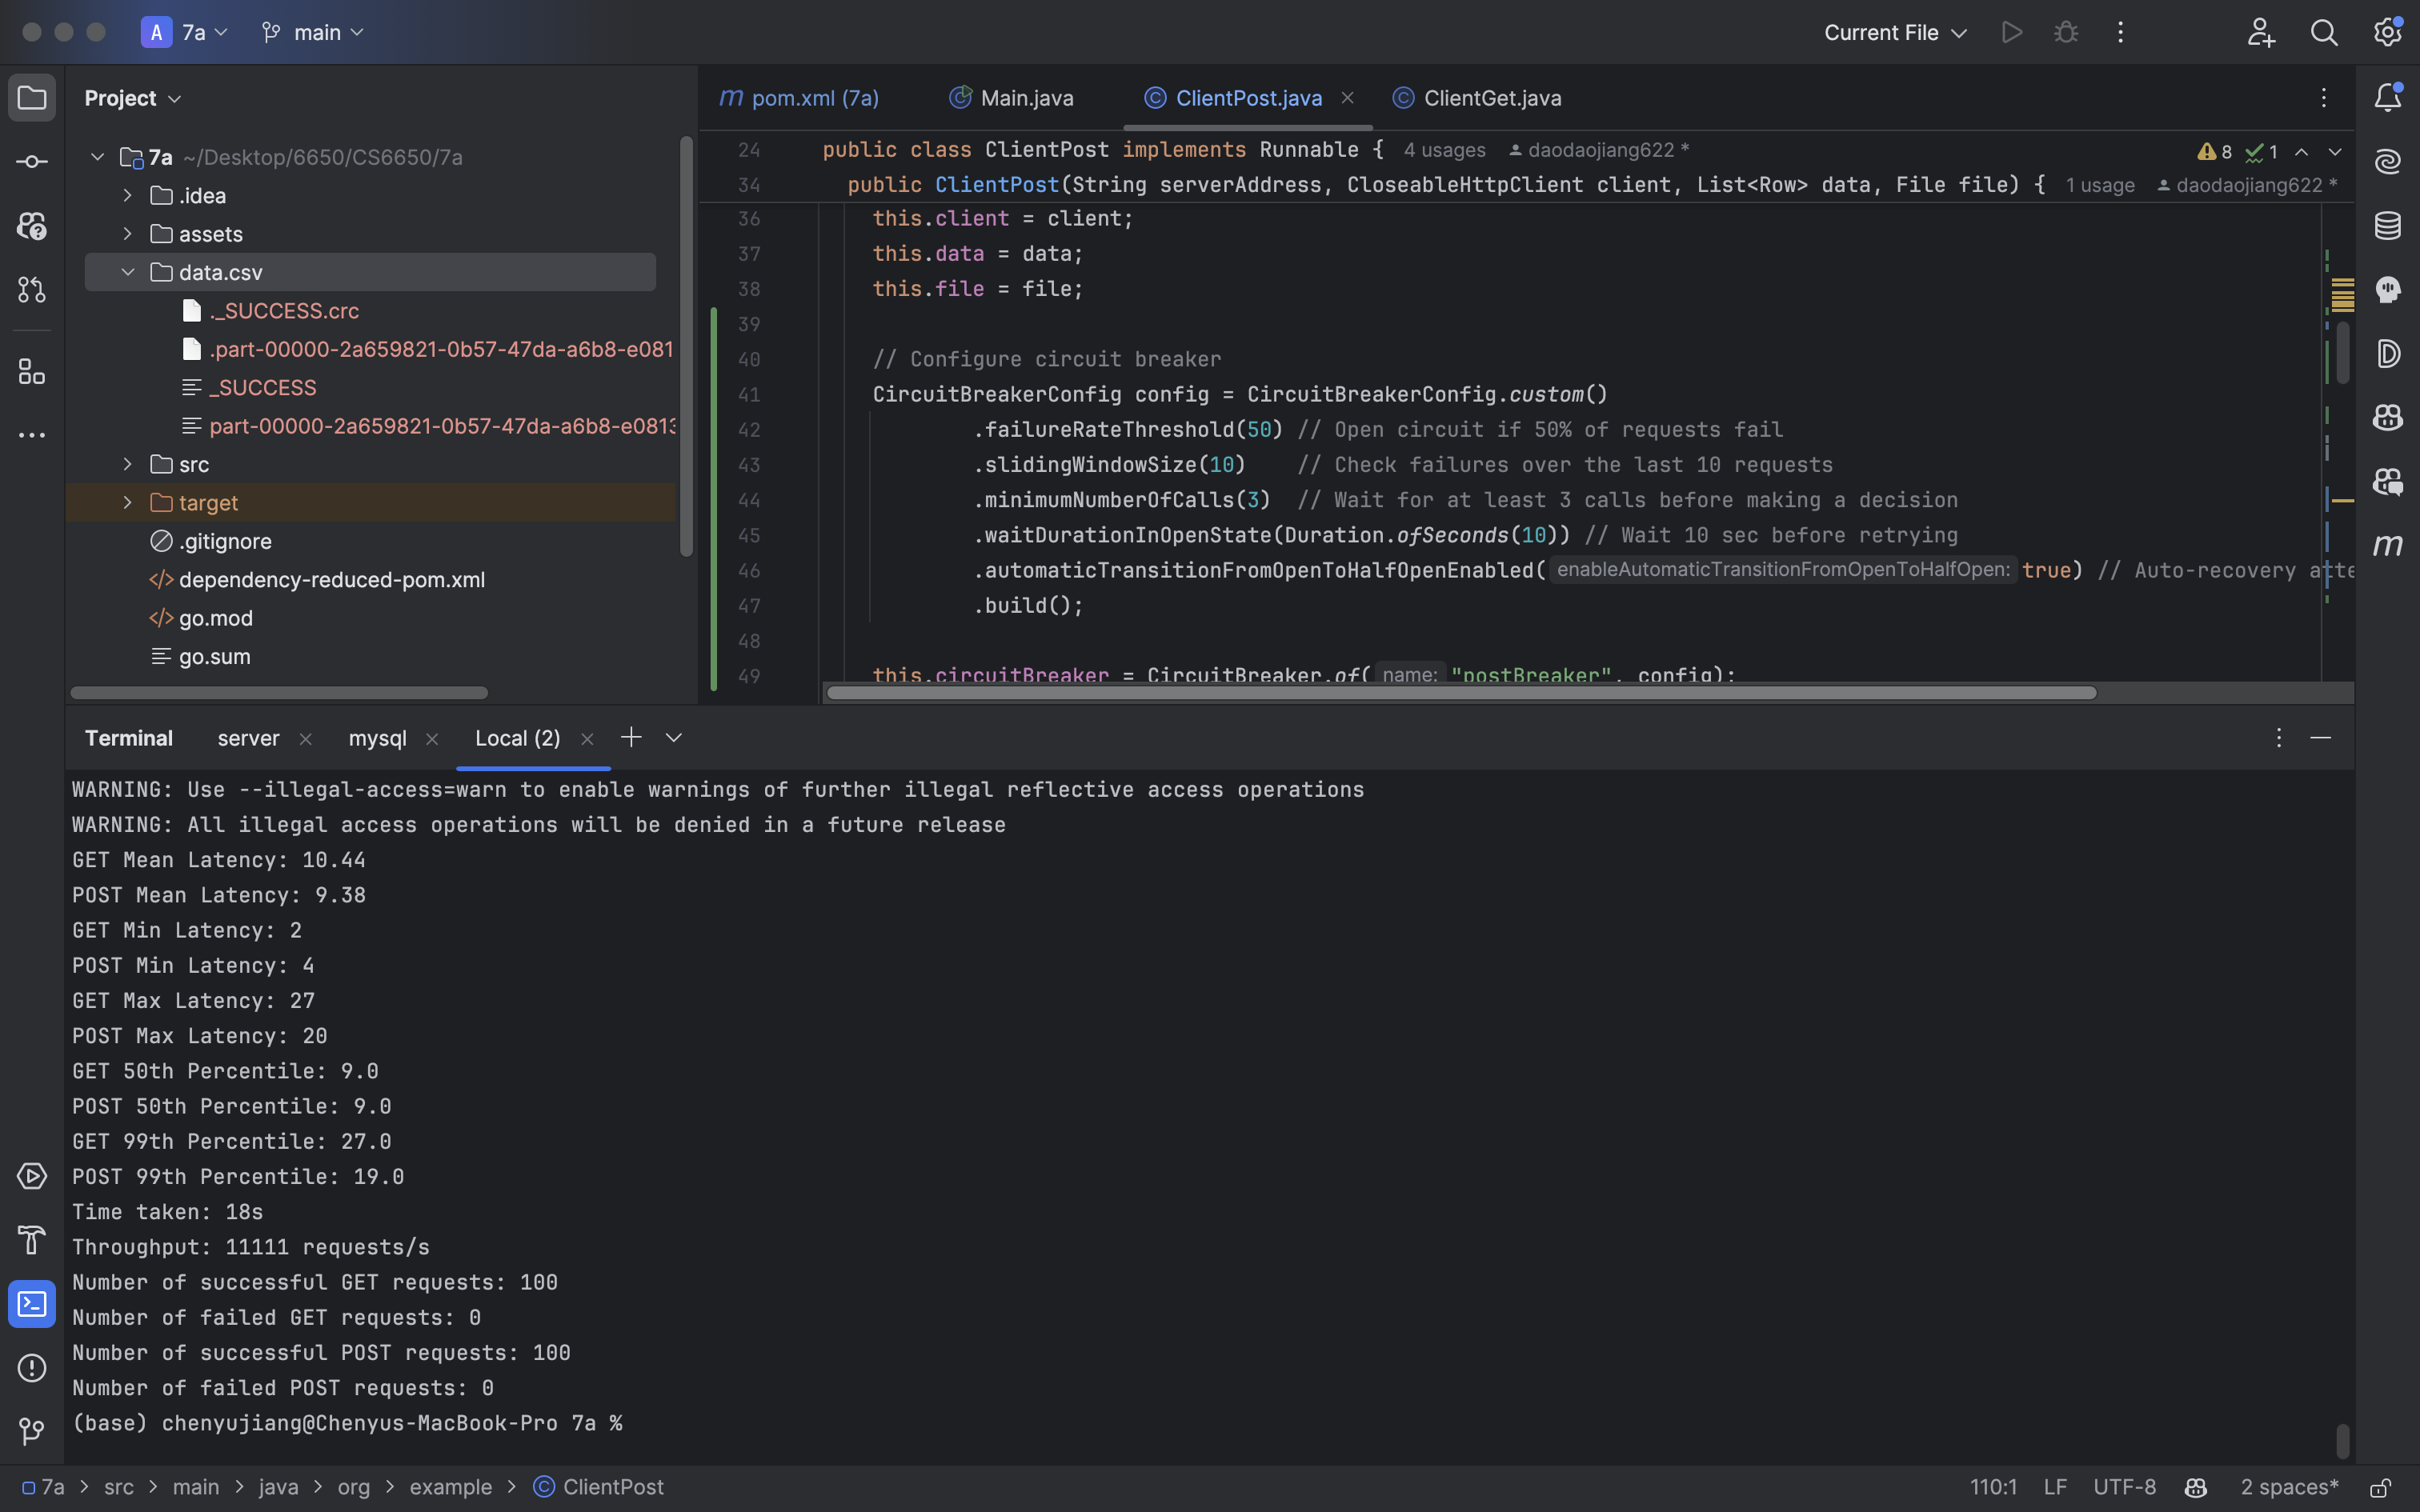 A 7a main Current File
Project
7a ~/Desktop/6650/CS6650/7a
.idea
assets
data.csv
._SUCCESS.crc
.part-00000-2a659821-0b57-47da-a6b8-e081
_SUCCESS
part-00000-2a659821-0b57-47da-a6b8-e0813
src
target
.gitignore
</> dependency-reduced-pom.xml
</> go.mod
go.sum
m pom.xml (7a) Main.java ClientPost.java ClientGet.java
24 public class ClientPost implements Runnable { 4 usages daodaojiang622 * 8 1
34 public ClientPost(String serverAddress, CloseableHttpClient client, List<Row> data, File file) { 1 usage daodaojiang622 *
36 this.client = client;
37 this.data = data;
38 this.file = file;
39
40 // Configure circuit breaker
41 CircuitBreakerConfig config = CircuitBreakerConfig.custom()
42 .failureRateThreshold(50) // Open circuit if 50% of requests fail
43 .slidingWindowSize(10) // Check failures over the last 10 requests
44 .minimumNumberOfCalls(3) // Wait for at least 3 calls before making a decision
45 .waitDurationInOpenState(Duration.ofSeconds(10)) // Wait 10 sec before retrying
46 .automaticTransitionFromOpenToHalfOpenEnabled( enableAutomaticTransitionFromOpenToHalfOpen: true) // Auto-recovery atte
47 .build();
48
49 this.circuitBreaker = CircuitBreaker.of( name: "postBreaker", config);
Terminal server mysql Local (2)
WARNING: Use --illegal-access=warn to enable warnings of further illegal reflective access operations
WARNING: All illegal access operations will be denied in a future release
GET Mean Latency: 10.44
POST Mean Latency: 9.38
GET Min Latency: 2
POST Min Latency: 4
GET Max Latency: 27
POST Max Latency: 20
GET 50th Percentile: 9.0
POST 50th Percentile: 9.0
GET 99th Percentile: 27.0
POST 99th Percentile: 19.0
Time taken: 18s
Throughput: 11111 requests/s
Number of successful GET requests: 100
Number of failed GET requests: 0
Number of successful POST requests: 100
Number of failed POST requests: 0
(base) chenyujiang@Chenyus-MacBook-Pro 7a %
7a > src > main > java > org > example > ClientPost 110:1 LF UTF-8 2 spaces*